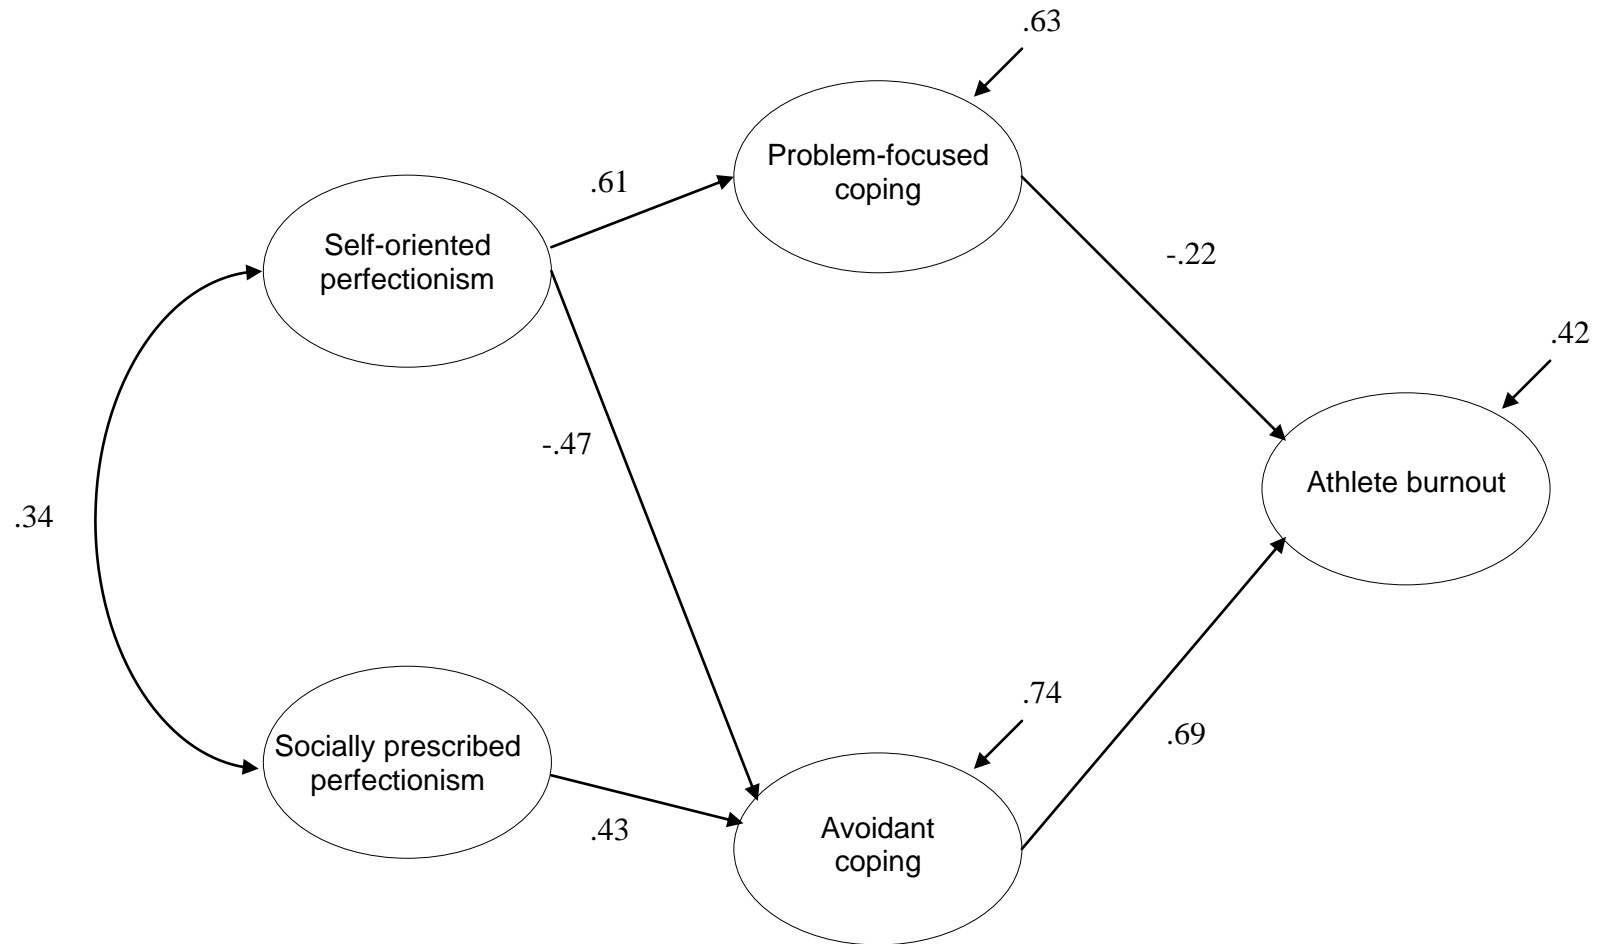 .63
Problem-focused
coping
.61
Self-oriented
perfectionism
-.22
.42
-.47
Athlete burnout
.34
.74
.69
Socially prescribed
perfectionism
.43
Avoidant
coping